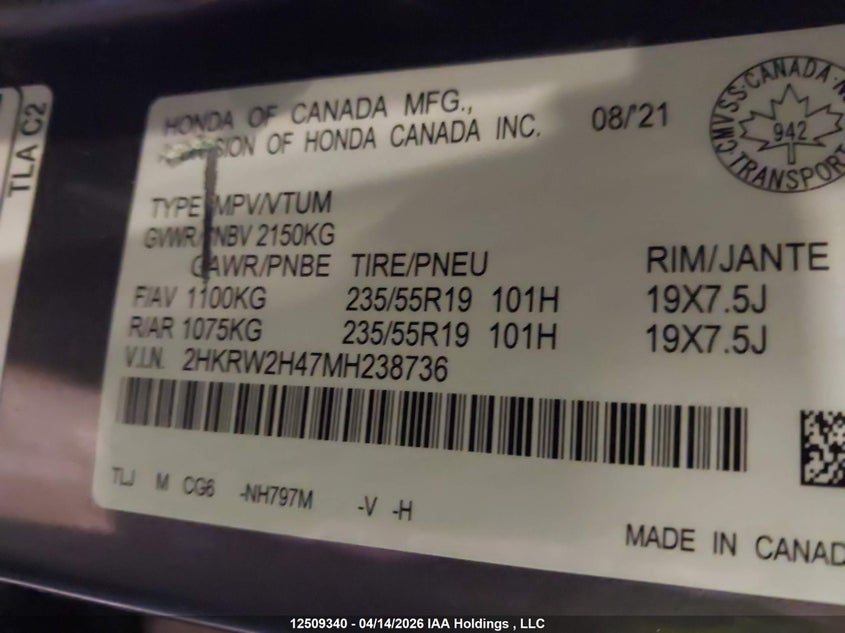 TLA C2
HONDA OF CANADA MFG.,
DIVISION OF HONDA CANADA INC.
08/'21
CMVSS·CANADA·N
942
TRANSPORT
TYPE MPV/VTUM
GVWR/PNBV 2150KG
GAWR/PNBE TIRE/PNEU RIM/JANTE
F/AV 1100KG 235/55R19 101H 19X7.5J
R/AR 1075KG 235/55R19 101H 19X7.5J
V.I.N. 2HKRW2H47MH238736
TLJ M CG6 -NH797M -V -H
MADE IN CANAD
12509340 - 04/14/2026 IAA Holdings , LLC